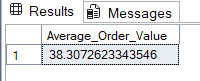 Results Messages
Average_Order_Value
1 38.3072623343546